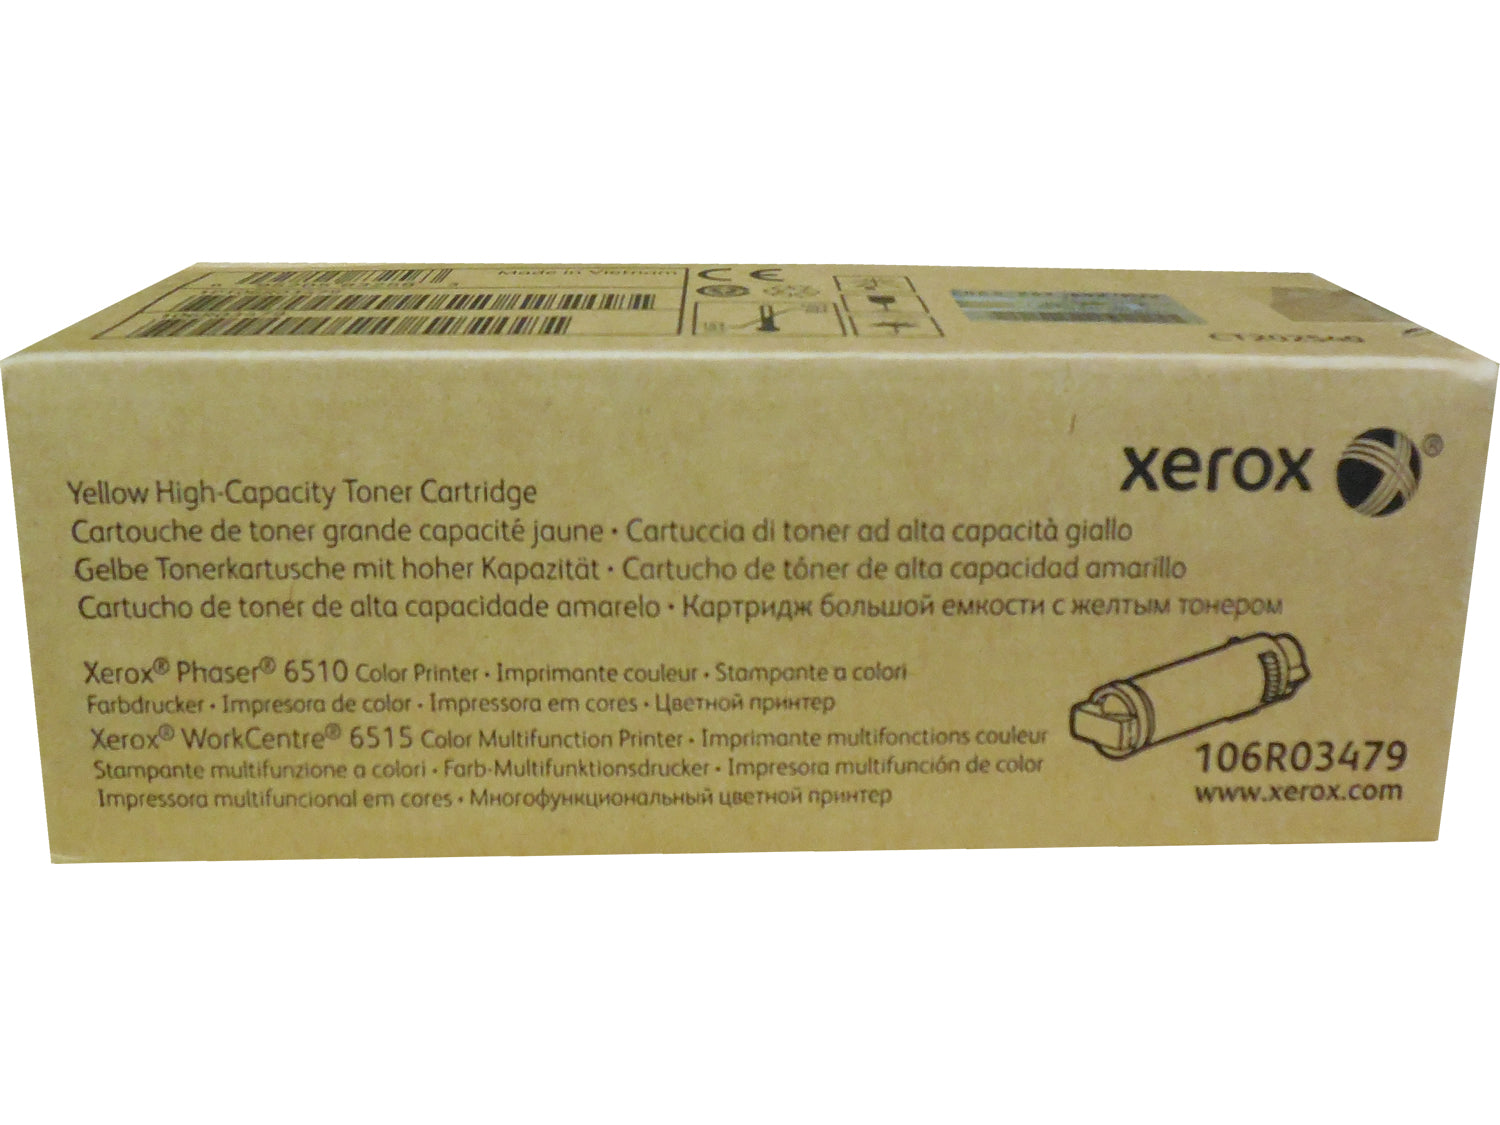 Made in Vietnam
CE
xerox ®
Yellow High-Capacity Toner Cartridge
Cartouche de toner grande capacité jaune • Cartuccia di toner ad alta capacità giallo
Gelbe Tonerkartusche mit hoher Kapazität • Cartucho de tóner de alta capacidad amarillo
Cartucho de toner de alta capacidade amarelo • Картридж большой емкости с желтым тонером
Xerox® Phaser® 6510 Color Printer • Imprimante couleur • Stampante a colori
Farbdrucker • Impresora de color • Impressora em cores • Цветной принтер
Xerox® WorkCentre® 6515 Color Multifunction Printer • Imprimante multifonctions couleur
Stampante multifunzione a colori • Farb-Multifunktionsdrucker • Impresora multifunción de color
Impressora multifuncional em cores • Многофункциональный цветной принтер
106R03479
www.xerox.com